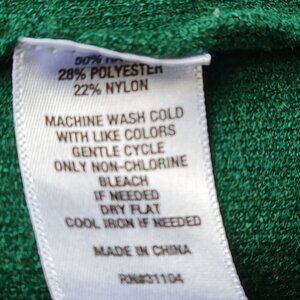 50%
28% POLYESTER
22% NYLON
MACHINE WASH COLD
WITH LIKE COLORS
GENTLE CYCLE
ONLY NON-CHLORINE
BLEACH
IF NEEDED
DRY FLAT
COOL IRON IF NEEDED
MADE IN CHINA
RN#31104